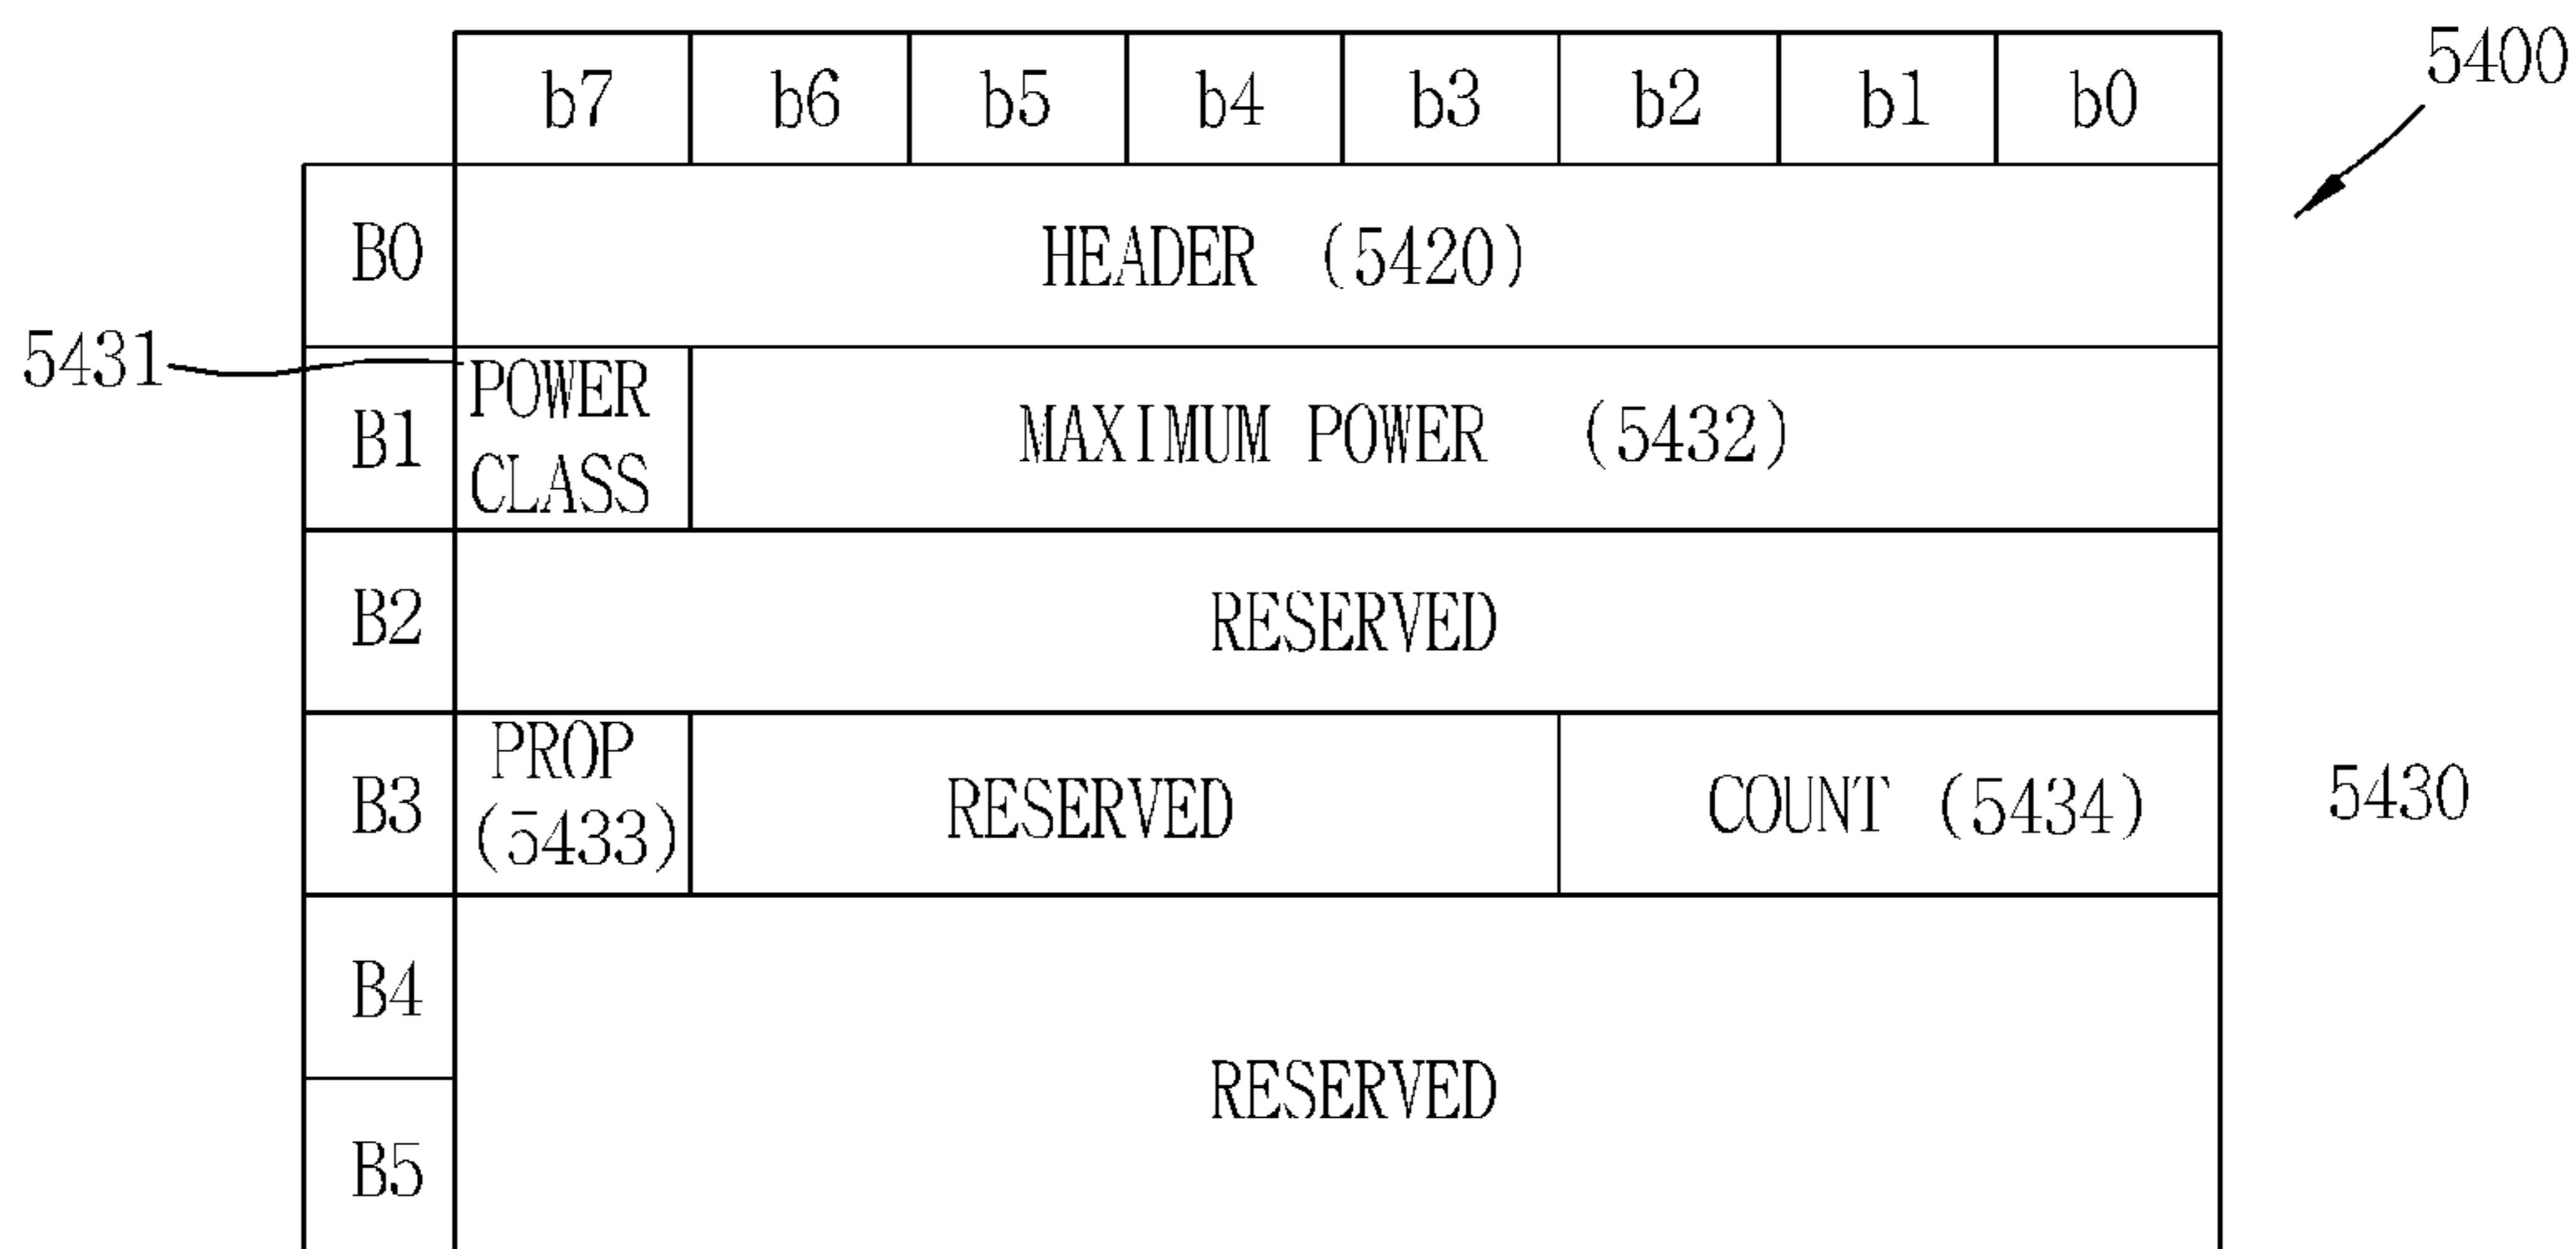 b7 b6 b5 b4 b3 b2 b1 b0
5400
B0 HEADER (5420)
5431
B1 POWER CLASS MAXIMUM POWER (5432)
B2 RESERVED
B3 PROP (5433) RESERVED COUNT (5434) 5430
B4
RESERVED
B5